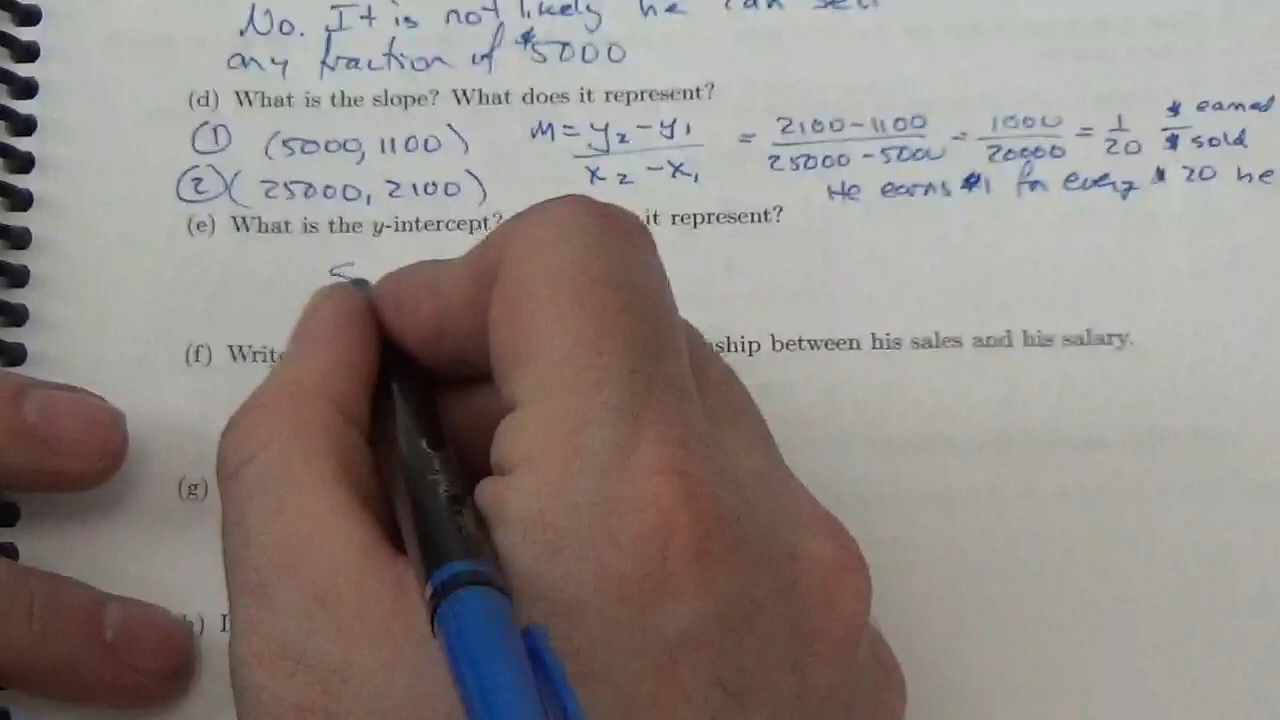 No. It is not likely he can sell
any fraction of $5000
(d) What is the slope? What does it represent?
① (5000, 1100)
② (25000, 2100)
m = y₂ - y₁ / x₂ - x₁ = 2100-1100 / 25000-5000 = 1000 / 20000 = 1/20 $ earned / $ sold
He earns $1 for every $20 he
(e) What is the y-intercept? it represent?
(f) Write ship between his sales and his salary.
(g)
) I